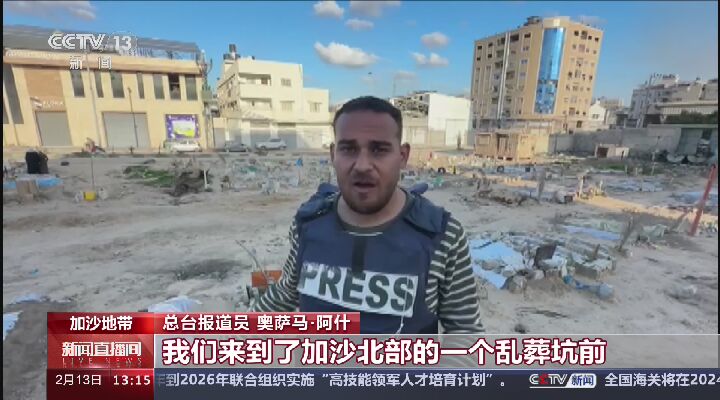 CCTV 13
新闻
PRESS
加沙地带
总台报道员 奥萨马·阿什
新闻直播间
LIVE NEWS
我们来到了加沙北部的一个乱葬坑前
2月13日 13:15
年到2026年联合组织实施“高技能领军人才培育计划”。 CCTV 新闻 全国海关将在2024